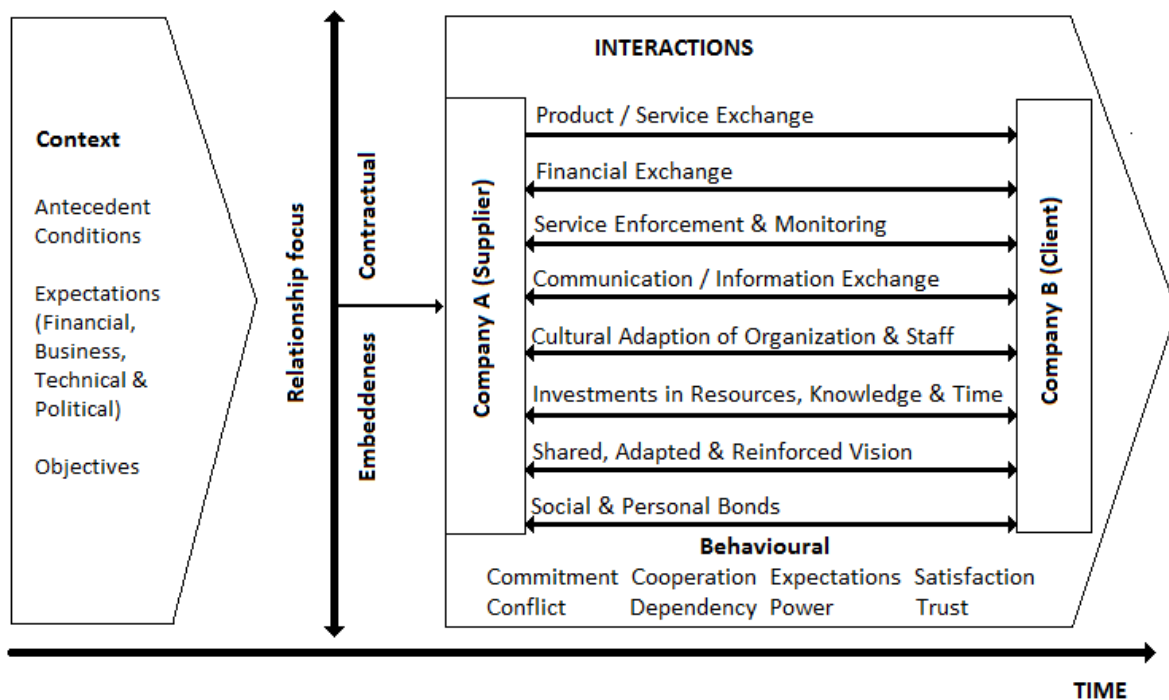 Context
Antecedent
Conditions
Expectations
(Financial,
Business,
Technical &
Political)
Objectives
Relationship focus
Contractual
Embeddeness
INTERACTIONS
Company A (Supplier)
Product / Service Exchange
Financial Exchange
Service Enforcement & Monitoring
Communication / Information Exchange
Cultural Adaption of Organization & Staff
Investments in Resources, Knowledge & Time
Shared, Adapted & Reinforced Vision
Social & Personal Bonds
Company B (Client)
Behavioural
Commitment Cooperation Expectations Satisfaction
Conflict Dependency Power Trust
TIME